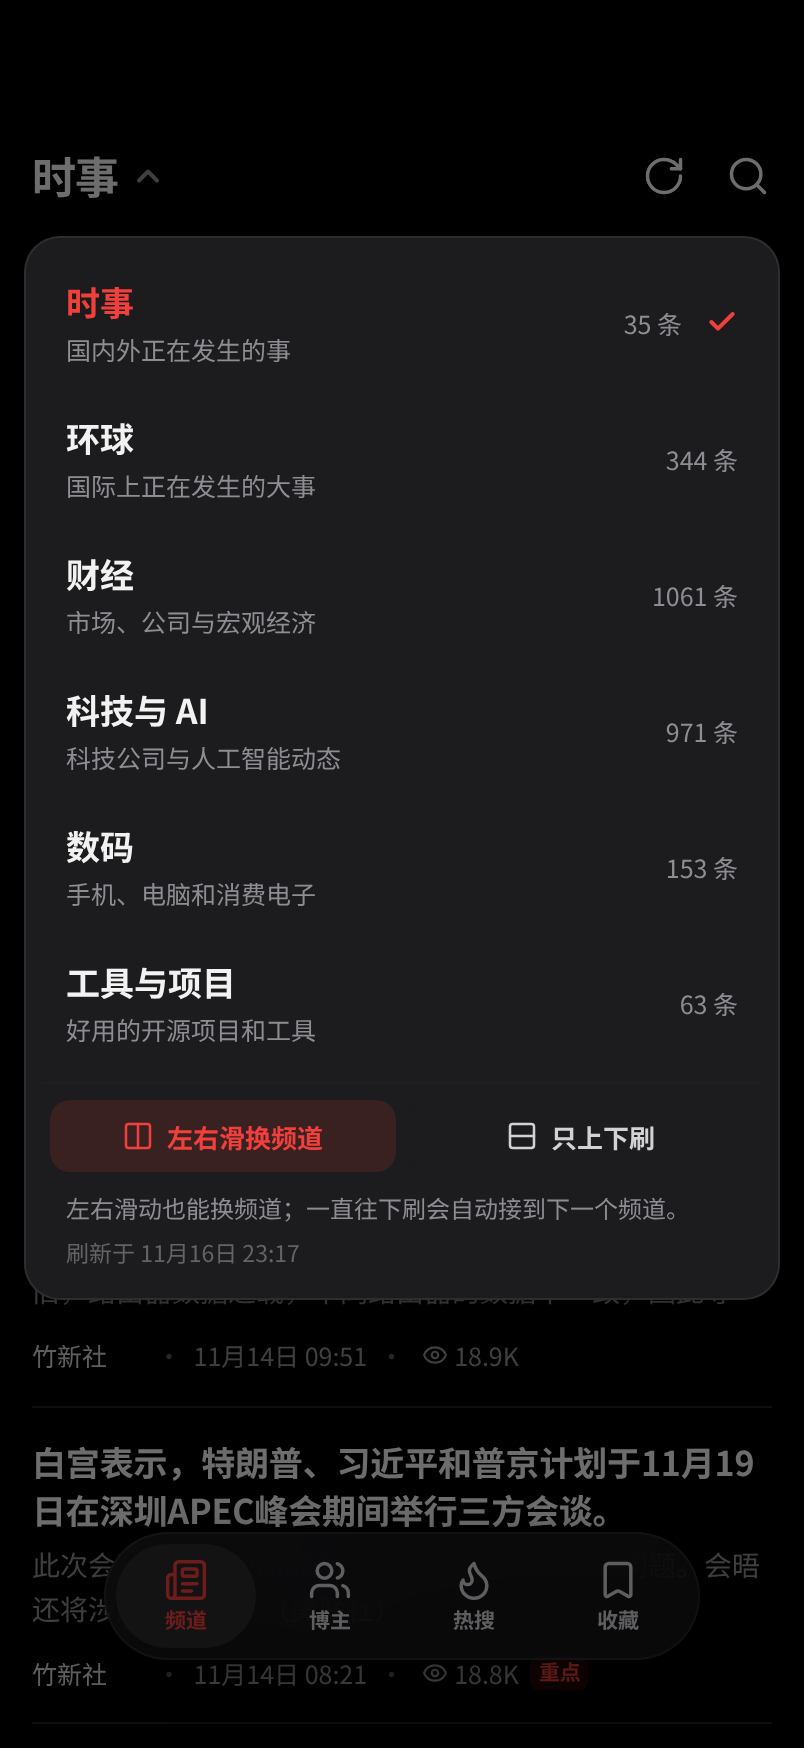 时事
时事
35 条
国内外正在发生的事
环球
344 条
国际上正在发生的大事
财经
1061 条
市场、公司与宏观经济
科技与 AI
971 条
科技公司与人工智能动态
数码
153 条
手机、电脑和消费电子
工具与项目
63 条
好用的开源项目和工具
左右滑换频道
只上下刷
左右滑动也能换频道；一直往下刷会自动接到下一个频道。
刷新于 11月16日 23:17
竹新社 · 11月14日 09:51 · 18.9K
白宫表示，特朗普、习近平和普京计划于11月19
日在深圳APEC峰会期间举行三方会谈。
此次会 题。会晤
还将涉
频道
博主
热搜
收藏
竹新社 · 11月14日 08:21 · 18.8K 重点